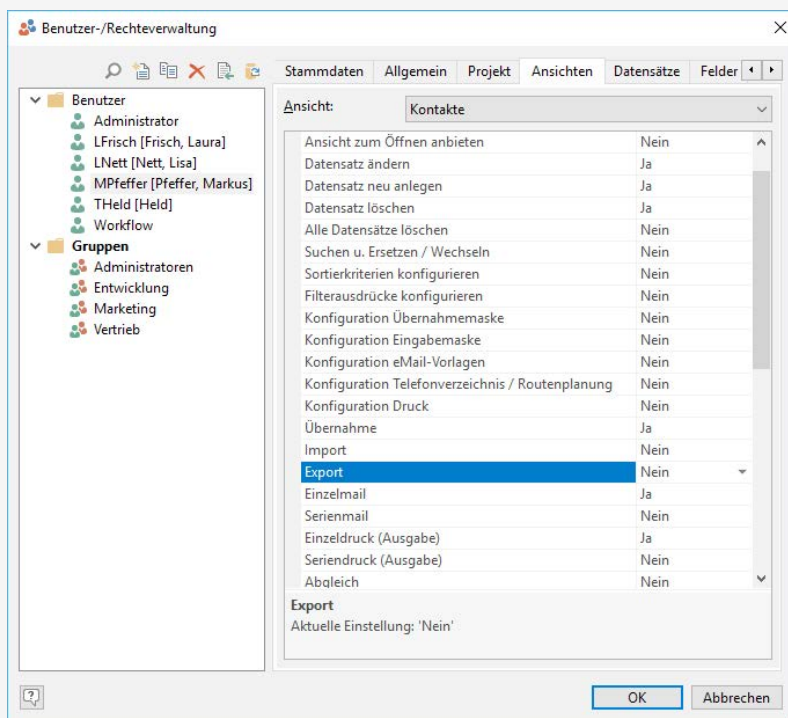 Benutzer-/Rechteverwaltung
Stammdaten Allgemein Projekt Ansichten Datensätze Felder
Benutzer
Administrator
LFrisch [Frisch, Laura]
LNett [Nett, Lisa]
MPfeffer [Pfeffer, Markus]
THeld [Held]
Workflow
Gruppen
Administratoren
Entwicklung
Marketing
Vertrieb
Ansicht: Kontakte
Ansicht zum Öffnen anbieten Nein
Datensatz ändern Ja
Datensatz neu anlegen Ja
Datensatz löschen Ja
Alle Datensätze löschen Nein
Suchen u. Ersetzen / Wechseln Nein
Sortierkriterien konfigurieren Nein
Filterausdrücke konfigurieren Nein
Konfiguration Übernahmemaske Nein
Konfiguration Eingabemaske Nein
Konfiguration eMail-Vorlagen Nein
Konfiguration Telefonverzeichnis / Routenplanung Nein
Konfiguration Druck Nein
Übernahme Ja
Import Nein
Export Nein
Einzelmail Ja
Serienmail Nein
Einzeldruck (Ausgabe) Ja
Seriendruck (Ausgabe) Nein
Abgleich Nein
Export
Aktuelle Einstellung: 'Nein'
? OK Abbrechen